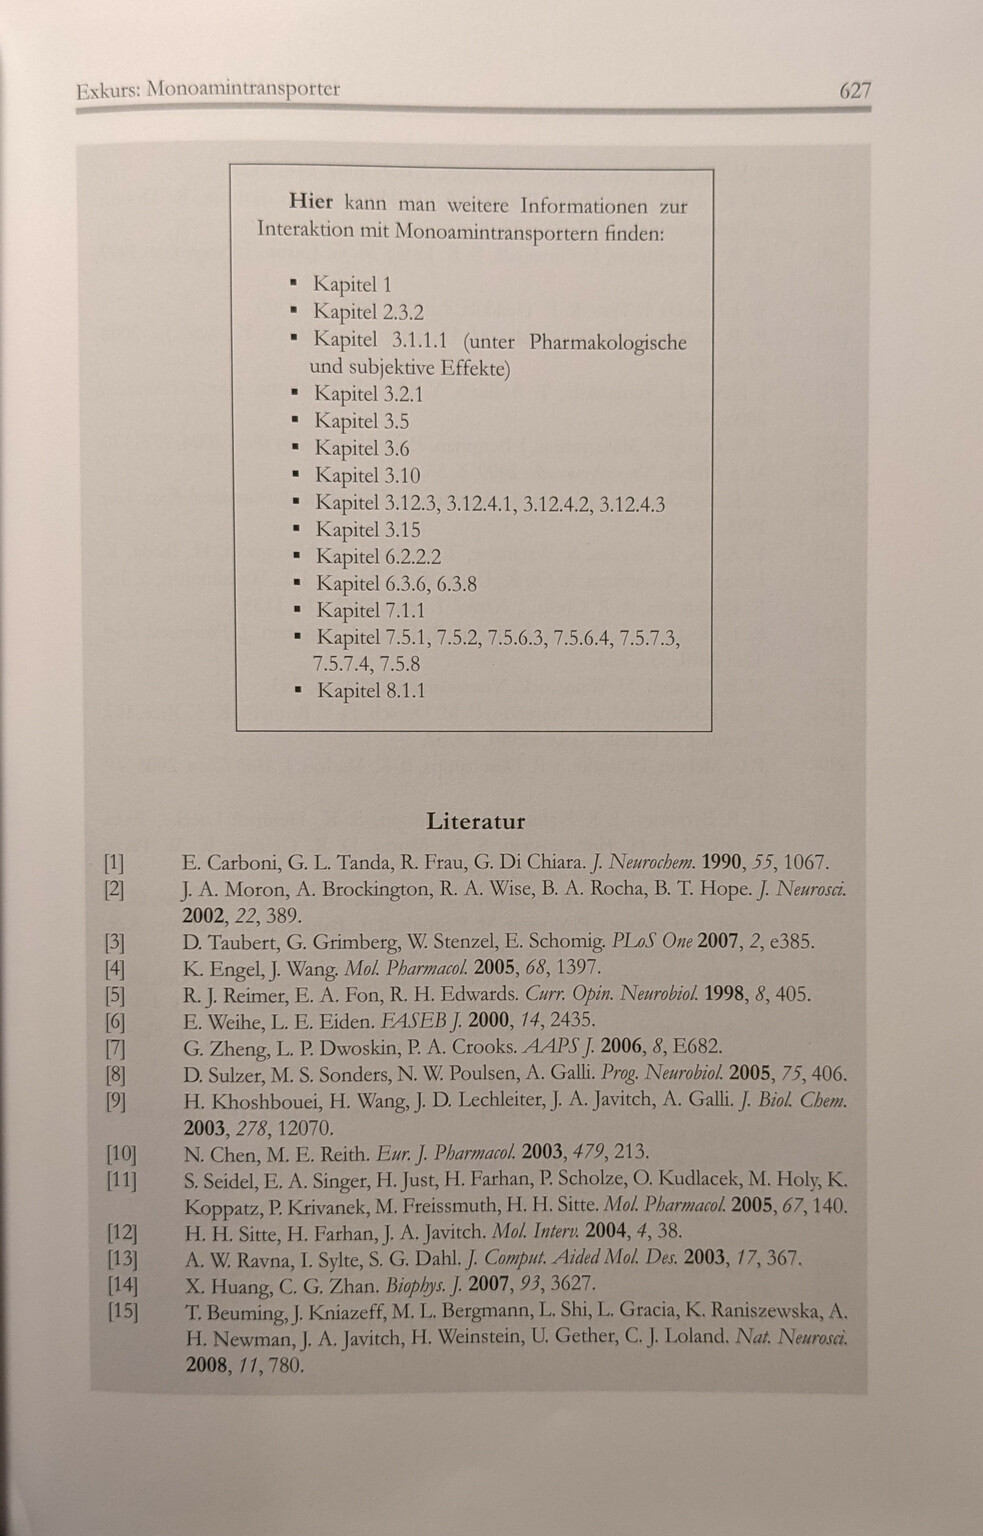 Exkurs: Monoamintransporter 627
Hier kann man weitere Informationen zur
Interaktion mit Monoamintransportern finden:
▪ Kapitel 1
▪ Kapitel 2.3.2
▪ Kapitel 3.1.1.1 (unter Pharmakologische
und subjektive Effekte)
▪ Kapitel 3.2.1
▪ Kapitel 3.5
▪ Kapitel 3.6
▪ Kapitel 3.10
▪ Kapitel 3.12.3, 3.12.4.1, 3.12.4.2, 3.12.4.3
▪ Kapitel 3.15
▪ Kapitel 6.2.2.2
▪ Kapitel 6.3.6, 6.3.8
▪ Kapitel 7.1.1
▪ Kapitel 7.5.1, 7.5.2, 7.5.6.3, 7.5.6.4, 7.5.7.3,
7.5.7.4, 7.5.8
▪ Kapitel 8.1.1
Literatur
[1] E. Carboni, G. L. Tanda, R. Frau, G. Di Chiara. J. Neurochem. 1990, 55, 1067.
[2] J. A. Moron, A. Brockington, R. A. Wise, B. A. Rocha, B. T. Hope. J. Neurosci.
2002, 22, 389.
[3] D. Taubert, G. Grimberg, W. Stenzel, E. Schomig. PLoS One 2007, 2, e385.
[4] K. Engel, J. Wang. Mol. Pharmacol. 2005, 68, 1397.
[5] R. J. Reimer, E. A. Fon, R. H. Edwards. Curr. Opin. Neurobiol. 1998, 8, 405.
[6] E. Weihe, L. E. Eiden. FASEB J. 2000, 14, 2435.
[7] G. Zheng, L. P. Dwoskin, P. A. Crooks. AAPS J. 2006, 8, E682.
[8] D. Sulzer, M. S. Sonders, N. W. Poulsen, A. Galli. Prog. Neurobiol. 2005, 75, 406.
[9] H. Khoshbouei, H. Wang, J. D. Lechleiter, J. A. Javitch, A. Galli. J. Biol. Chem.
2003, 278, 12070.
[10] N. Chen, M. E. Reith. Eur. J. Pharmacol. 2003, 479, 213.
[11] S. Seidel, E. A. Singer, H. Just, H. Farhan, P. Scholze, O. Kudlacek, M. Holy, K.
Koppatz, P. Krivanek, M. Freissmuth, H. H. Sitte. Mol. Pharmacol. 2005, 67, 140.
[12] H. H. Sitte, H. Farhan, J. A. Javitch. Mol. Interv. 2004, 4, 38.
[13] A. W. Ravna, I. Sylte, S. G. Dahl. J. Comput. Aided Mol. Des. 2003, 17, 367.
[14] X. Huang, C. G. Zhan. Biophys. J. 2007, 93, 3627.
[15] T. Beuming, J. Kniazeff, M. L. Bergmann, L. Shi, L. Gracia, K. Raniszewska, A.
H. Newman, J. A. Javitch, H. Weinstein, U. Gether, C. J. Loland. Nat. Neurosci.
2008, 11, 780.